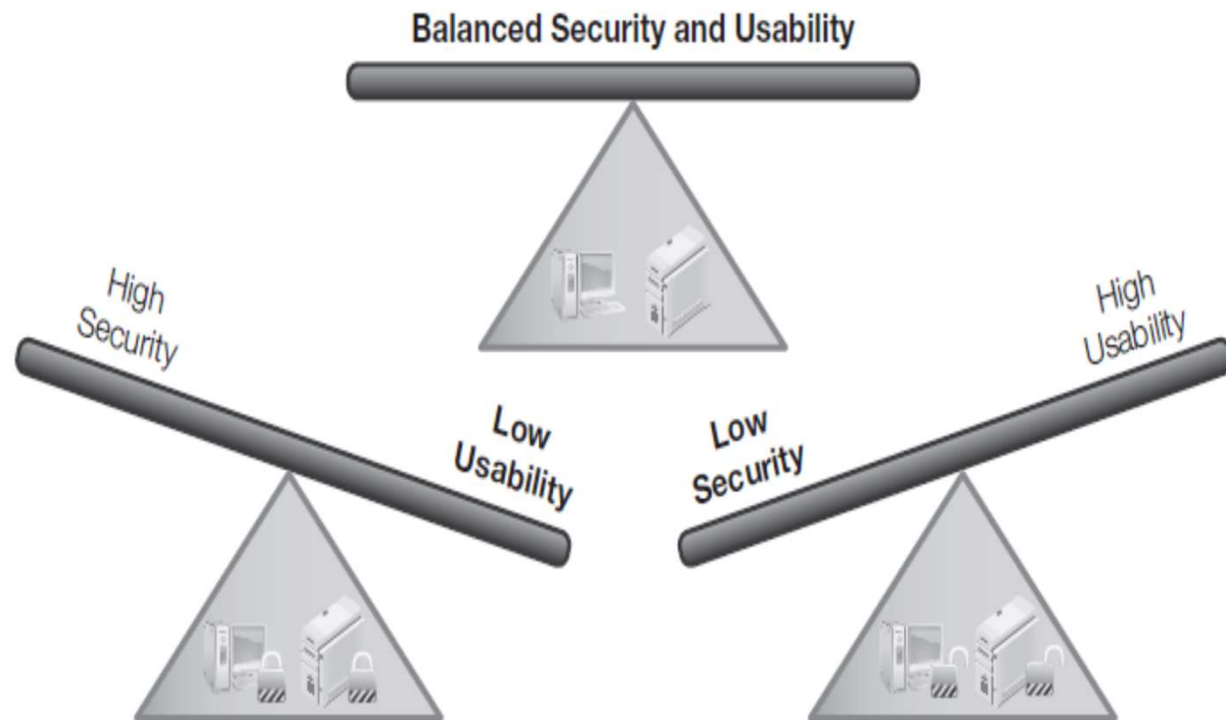 Balanced Security and Usability
High
Security
Low
Usability
Low
Security
High
Usability